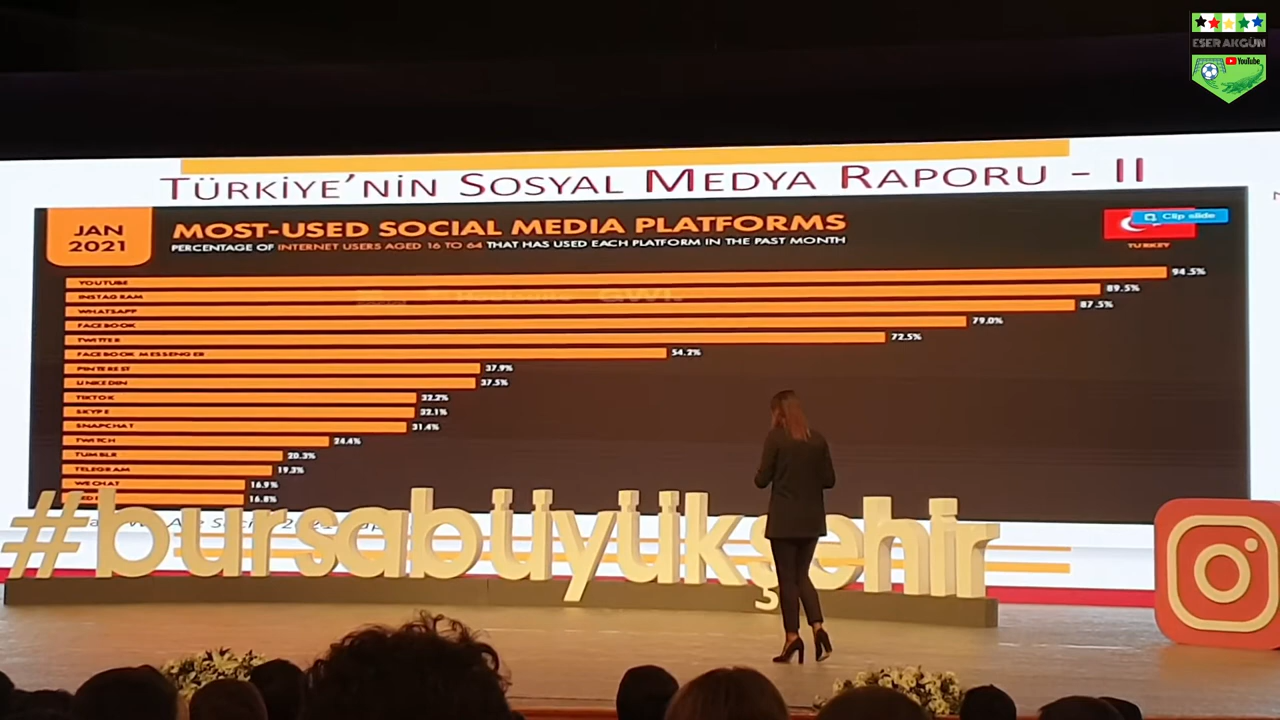 ESER AKGÜN
YouTube
TÜRKİYE'NİN SOSYAL MEDYA RAPORU - II
JAN
2021
MOST-USED SOCIAL MEDIA PLATFORMS
PERCENTAGE OF INTERNET USERS AGED 16 TO 64 THAT HAS USED EACH PLATFORM IN THE PAST MONTH
Clip slide
TURKEY
YOUTUBE 94.5%
INSTAGRAM 89.5%
WHATSAPP 87.5%
FACEBOOK 79.0%
TWITTER 72.5%
FACEBOOK MESSENGER 54.2%
PINTEREST 37.9%
LINKEDIN 37.5%
TIKTOK 32.2%
SKYPE 32.1%
SNAPCHAT 31.4%
TWITCH 24.4%
TUMBLR 20.3%
TELEGRAM 19.3%
WECHAT 16.9%
16.8%
#bursabüyükşehir